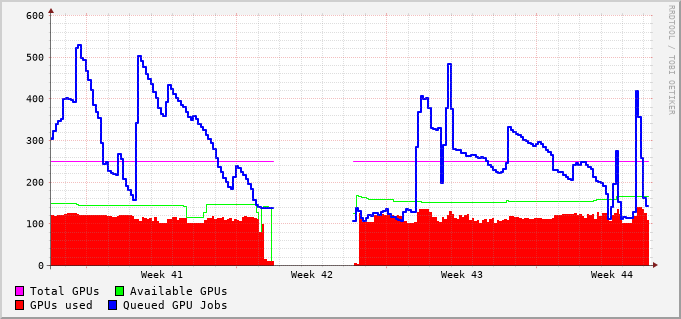 600
500
400
300
200
100
0
RRDTOOL / TOBI OETIKER
Week 41 Week 42 Week 43 Week 44
Total GPUs Available GPUs
GPUs used Queued GPU Jobs